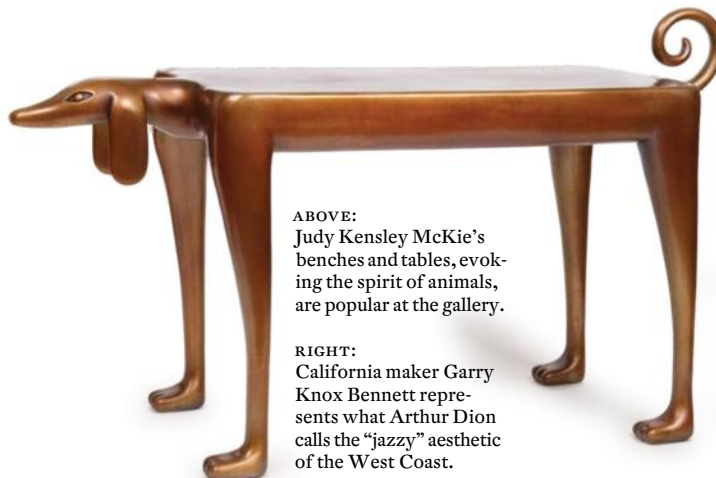 ABOVE:
Judy Kensley McKie’s
benches and tables, evok-
ing the spirit of animals,
are popular at the gallery.
RIGHT:
California maker Garry
Knox Bennett repre-
sents what Arthur Dion
calls the “jazzy” aesthetic
of the West Coast.